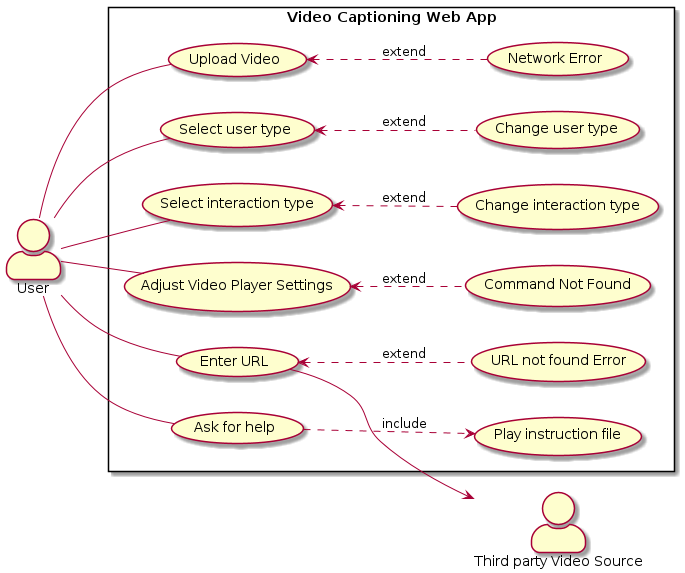 Video Captioning Web App
Upload Video
extend
Network Error
Select user type
extend
Change user type
Select interaction type
extend
Change interaction type
User
Adjust Video Player Settings
extend
Command Not Found
Enter URL
extend
URL not found Error
Ask for help
include
Play instruction file
Third party Video Source